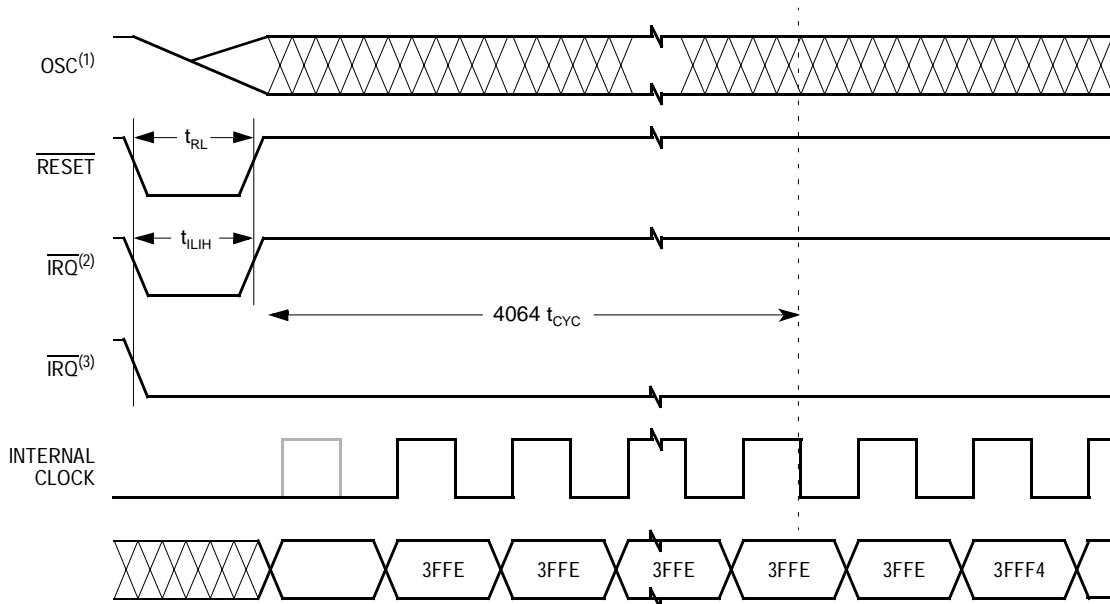 OSC(1)
tRL
RESET
tILIH
IRQ(2)
4064 tCYC
IRQ(3)
INTERNAL
CLOCK
3FFE 3FFE 3FFE 3FFE 3FFE 3FFF4